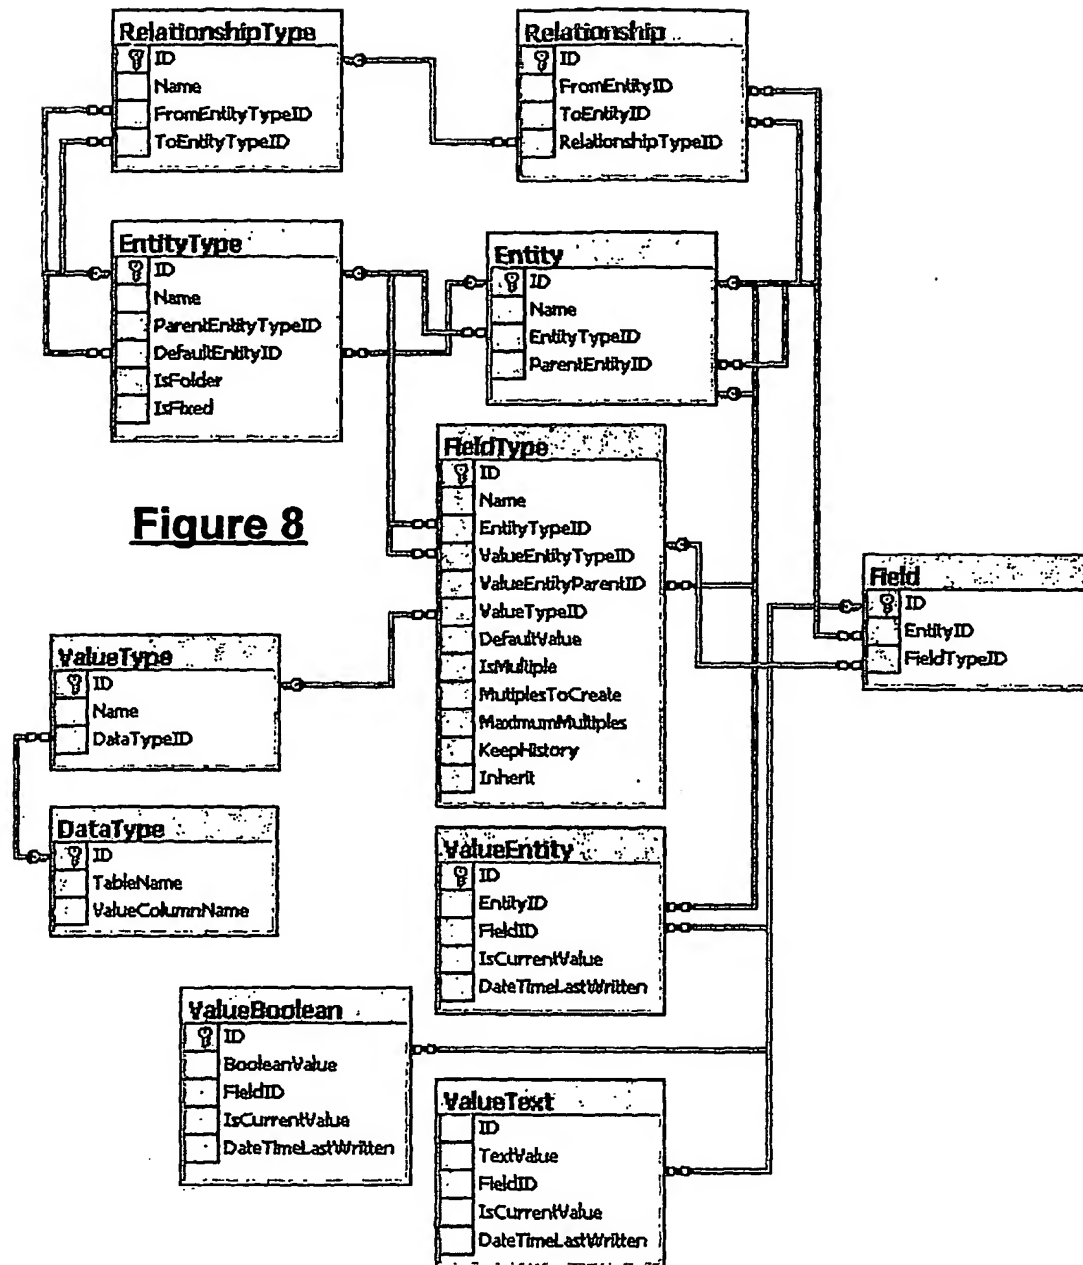 RelationshipType
ID
Name
FromEntityTypeID
ToEntityTypeID
Relationship
ID
FromEntityID
ToEntityID
RelationshipTypeID
EntityType
ID
Name
ParentEntityTypeID
DefaultEntityID
IsFolder
IsFixed
Entity
ID
Name
EntityTypeID
ParentEntityID
Figure 8
FieldType
ID
Name
EntityTypeID
ValueEntityTypeID
ValueEntityParentID
ValueTypeID
DefaultValue
IsMultiple
MutiplesToCreate
MaximumMultiples
KeepHistory
Inherit
Field
ID
EntityID
FieldTypeID
ValueType
ID
Name
DataTypeID
DataType
ID
TableName
ValueColumnName
ValueEntity
ID
EntityID
FieldID
IsCurrentValue
DateTimeLastWritten
ValueBoolean
ID
BooleanValue
FieldID
IsCurrentValue
DateTimeLastWritten
ValueText
ID
TextValue
FieldID
IsCurrentValue
DateTimeLastWritten